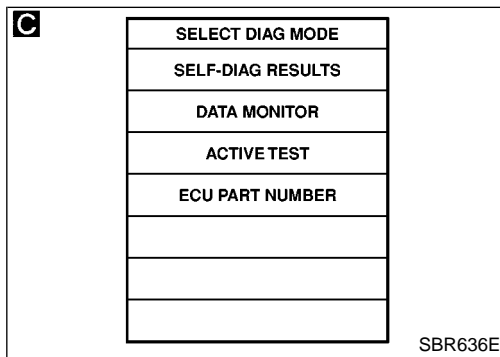 C
SELECT DIAG MODE
SELF-DIAG RESULTS
DATA MONITOR
ACTIVE TEST
ECU PART NUMBER
SBR636E